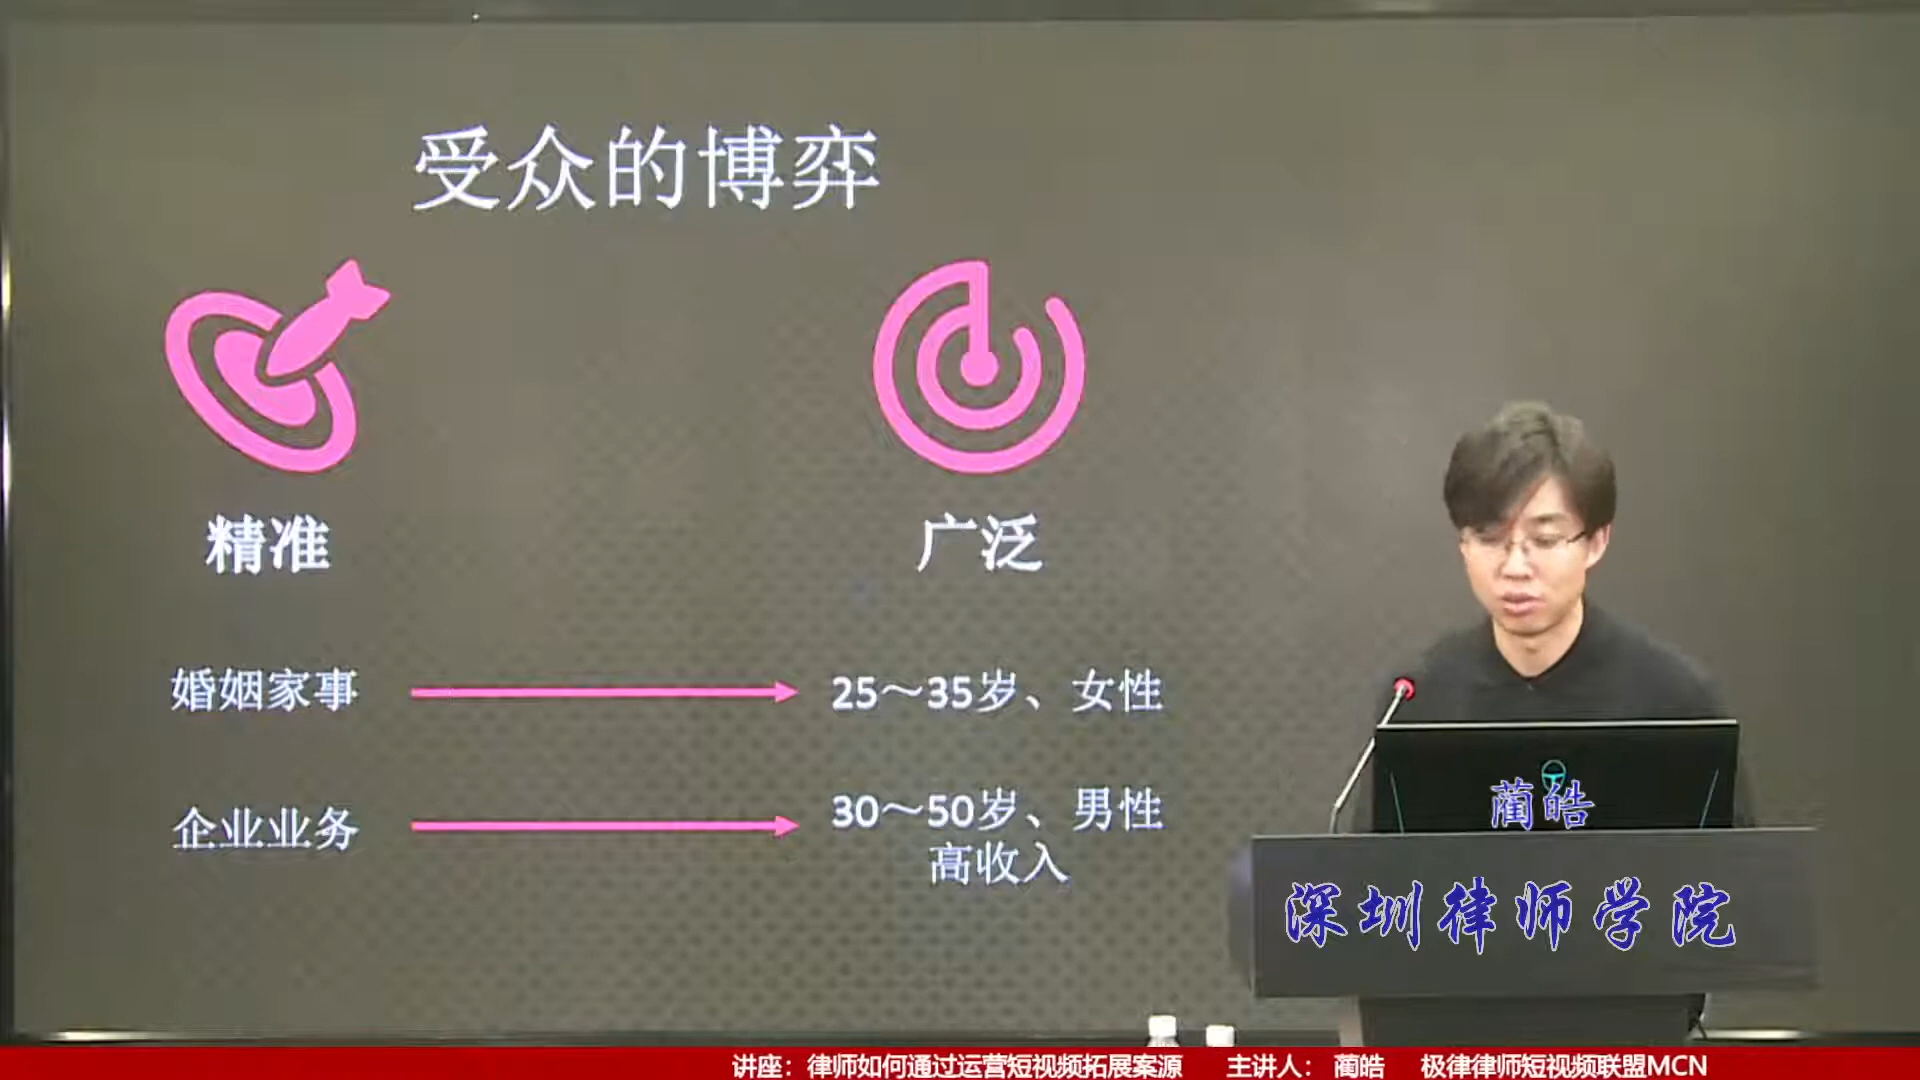 受众的博弈
精准
广泛
婚姻家事
25～35岁、女性
企业业务
30～50岁、男性
高收入
蔺皓
深圳律师学院
讲座：律师如何通过运营短视频拓展案源 主讲人： 蔺皓 极律律师短视频联盟MCN